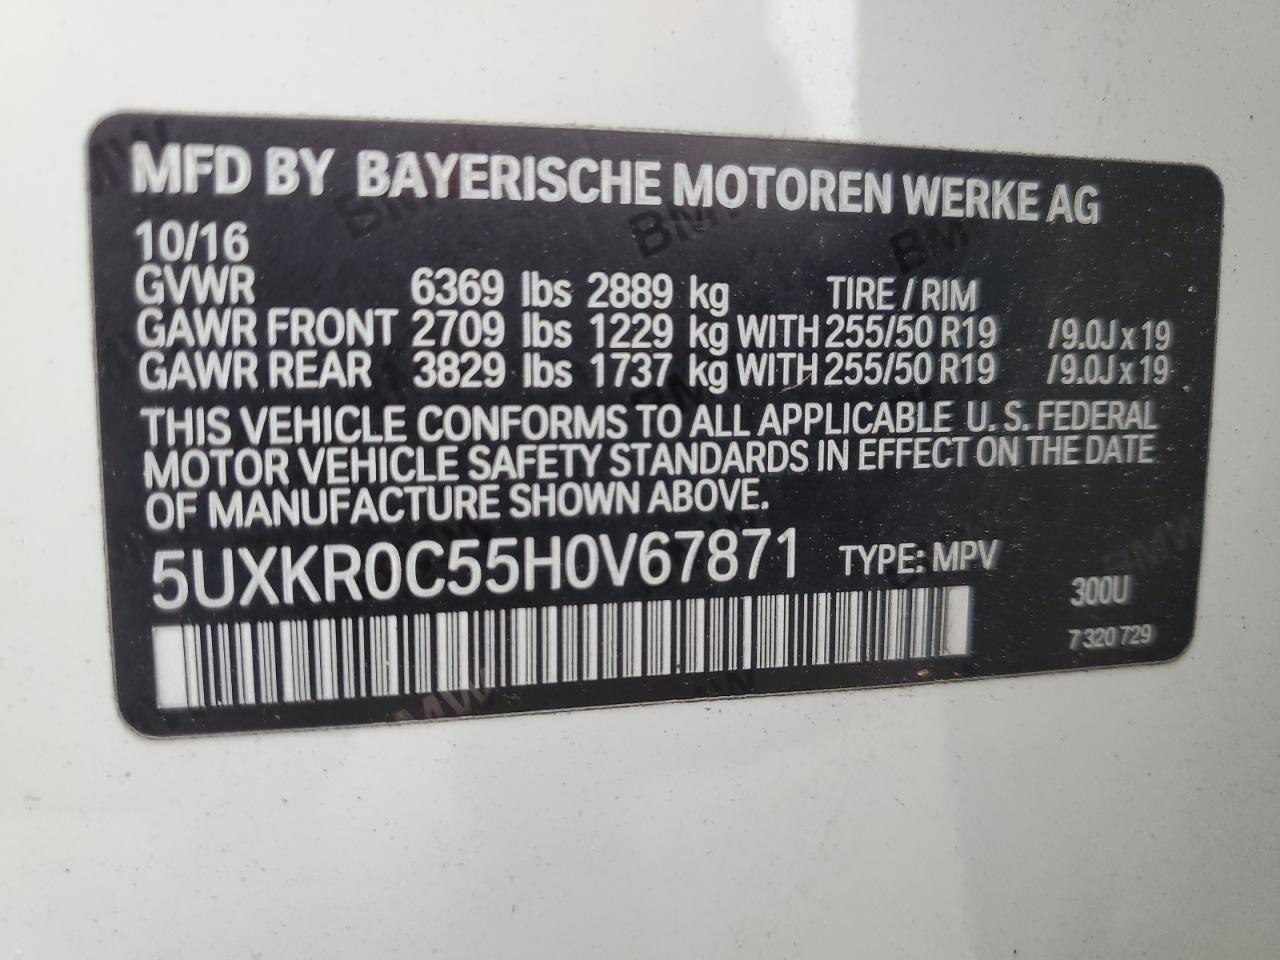 MFD BY BAYERISCHE MOTOREN WERKE AG
10/16
GVWR 6369 lbs 2889 kg TIRE / RIM
GAWR FRONT 2709 lbs 1229 kg WITH 255/50 R19 /9.0J x 19
GAWR REAR 3829 lbs 1737 kg WITH 255/50 R19 /9.0J x 19
THIS VEHICLE CONFORMS TO ALL APPLICABLE U. S. FEDERAL
MOTOR VEHICLE SAFETY STANDARDS IN EFFECT ON THE DATE
OF MANUFACTURE SHOWN ABOVE.
5UXKR0C55H0V67871 TYPE: MPV
300U
7 320 729